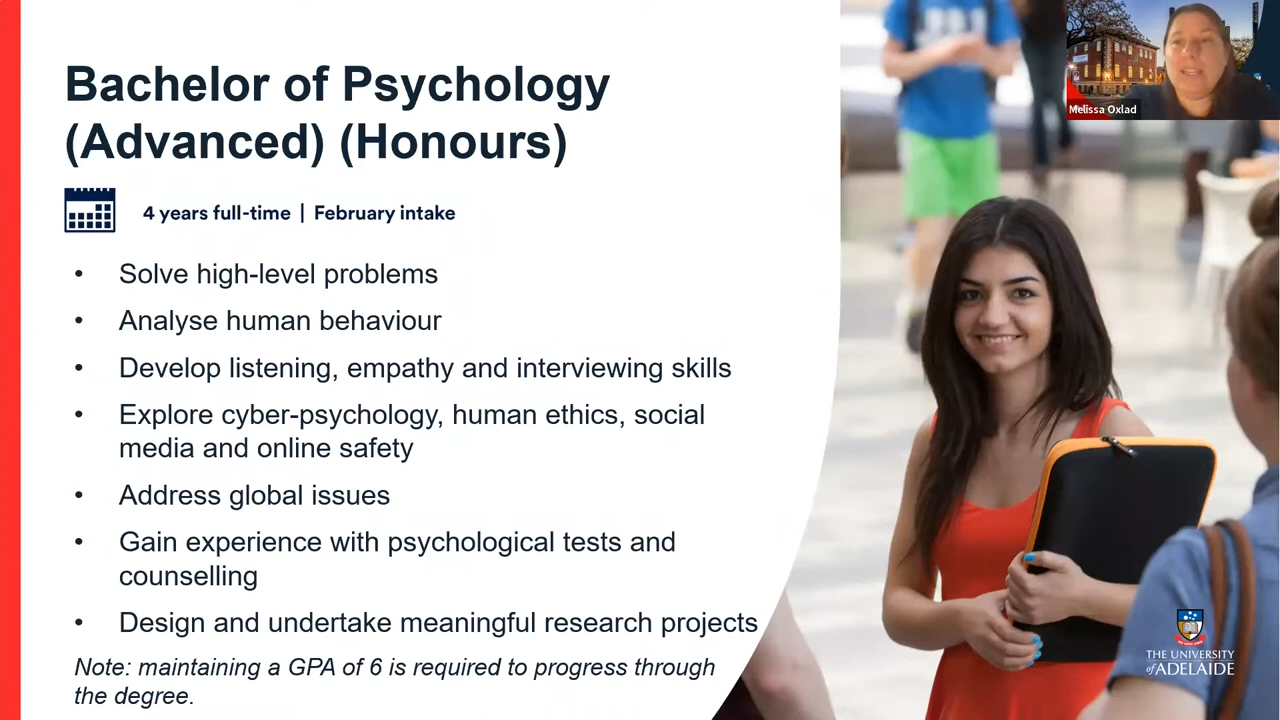 Bachelor of Psychology
(Advanced) (Honours)
4 years full-time | February intake
• Solve high-level problems
• Analyse human behaviour
• Develop listening, empathy and interviewing skills
• Explore cyber-psychology, human ethics, social
media and online safety
• Address global issues
• Gain experience with psychological tests and
counselling
• Design and undertake meaningful research projects
Note: maintaining a GPA of 6 is required to progress through
the degree.
Melissa Oxlad
THE UNIVERSITY
of ADELAIDE